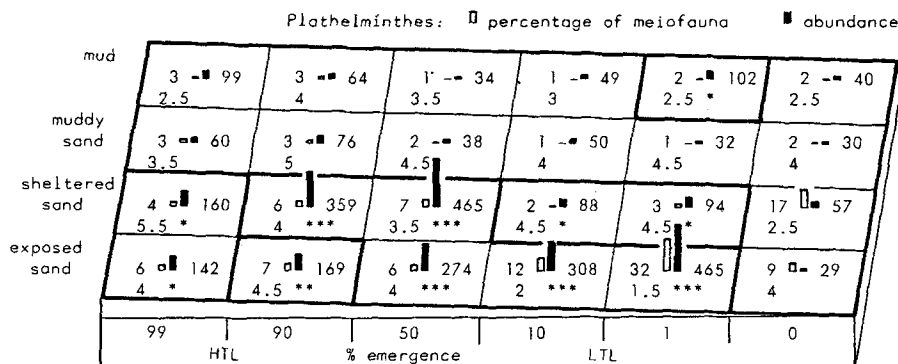 Plathelminthes: percentage of meiofauna abundance
mud
3 99 3 64 1 34 1 49 2 102 2 40
2.5 4 3.5 3 2.5 * 2.5
muddy sand
3 60 3 76 2 38 1 50 1 32 2 30
3.5 5 4.5 4 4.5 4
sheltered sand
4 160 6 359 7 465 2 88 3 94 17 57
5.5 * 4 *** 3.5 *** 4.5 * 4.5 * 2.5
exposed sand
6 142 7 169 6 274 12 308 32 465 9 29
4 * 4.5 ** 4 *** 2 *** 1.5 *** 4
99 90 50 10 1 0
HTL % emergence LTL